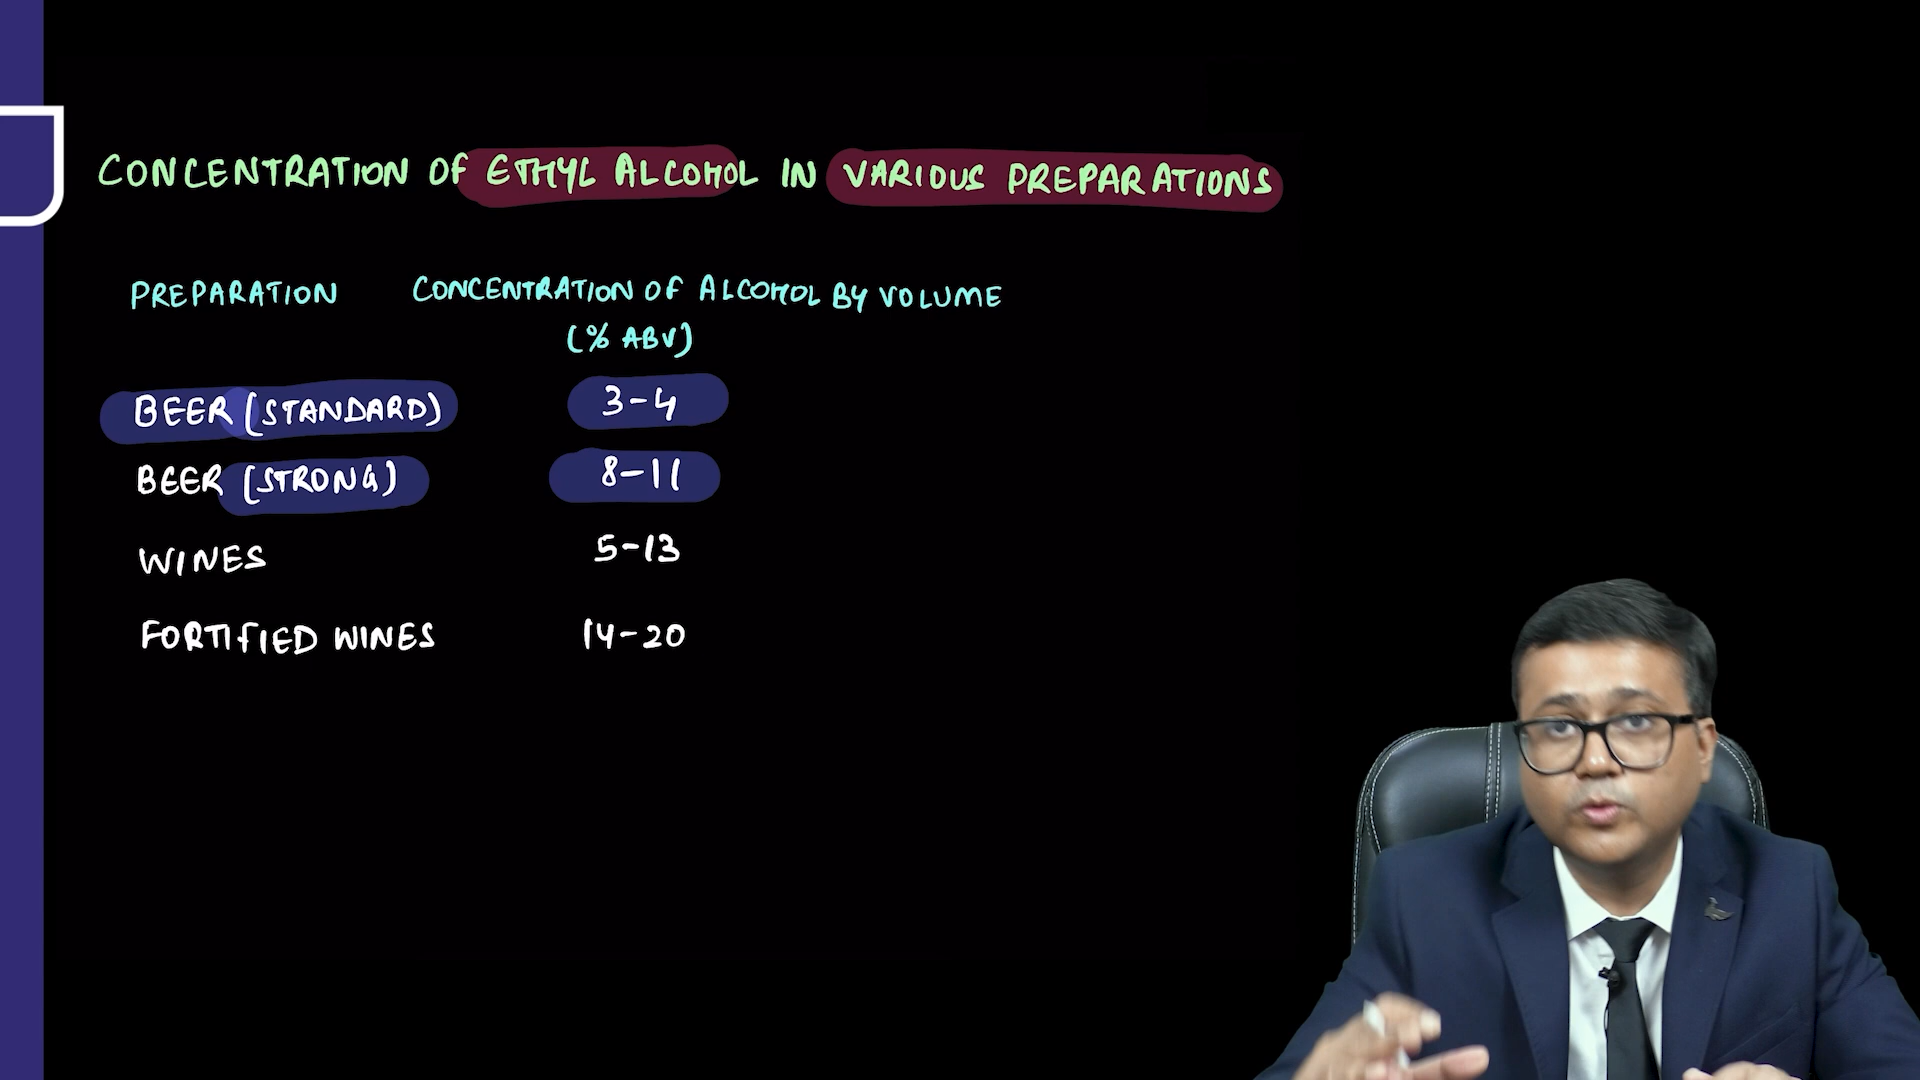 CONCENTRATION OF ETHYL ALCOHOL IN VARIOUS PREPARATIONS
PREPARATION CONCENTRATION OF ALCOHOL BY VOLUME
(% ABV)
BEER (STANDARD) 3-4
BEER (STRONG) 8-11
WINES 5-13
FORTIFIED WINES 14-20